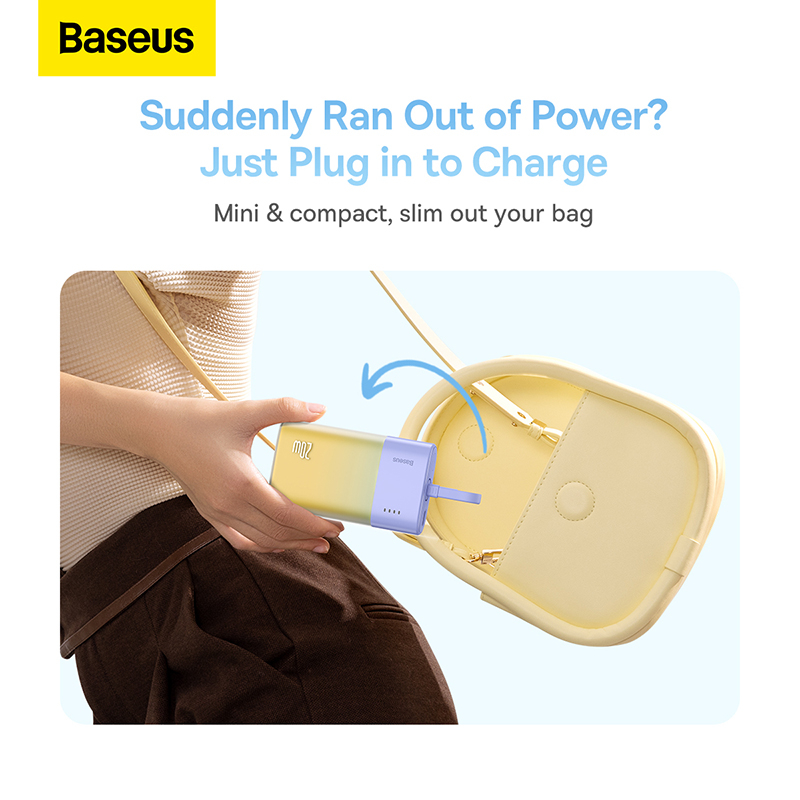 Baseus
Suddenly Ran Out of Power?
Just Plug in to Charge
Mini & compact, slim out your bag
20W
Baseus